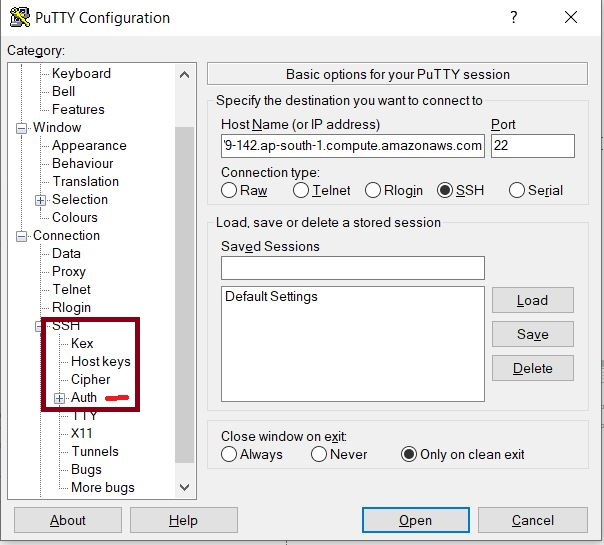 PuTTY Configuration
Category:
Keyboard
Bell
Features
Window
Appearance
Behaviour
Translation
Selection
Colours
Connection
Data
Proxy
Telnet
Rlogin
SSH
Kex
Host keys
Cipher
Auth
TTY
X11
Tunnels
Bugs
More bugs
Basic options for your PuTTY session
Specify the destination you want to connect to
Host Name (or IP address) Port
'9-142.ap-south-1.compute.amazonaws.com 22
Connection type:
Raw Telnet Rlogin SSH Serial
Load, save or delete a stored session
Saved Sessions
Default Settings
Load
Save
Delete
Close window on exit:
Always Never Only on clean exit
About Help Open Cancel